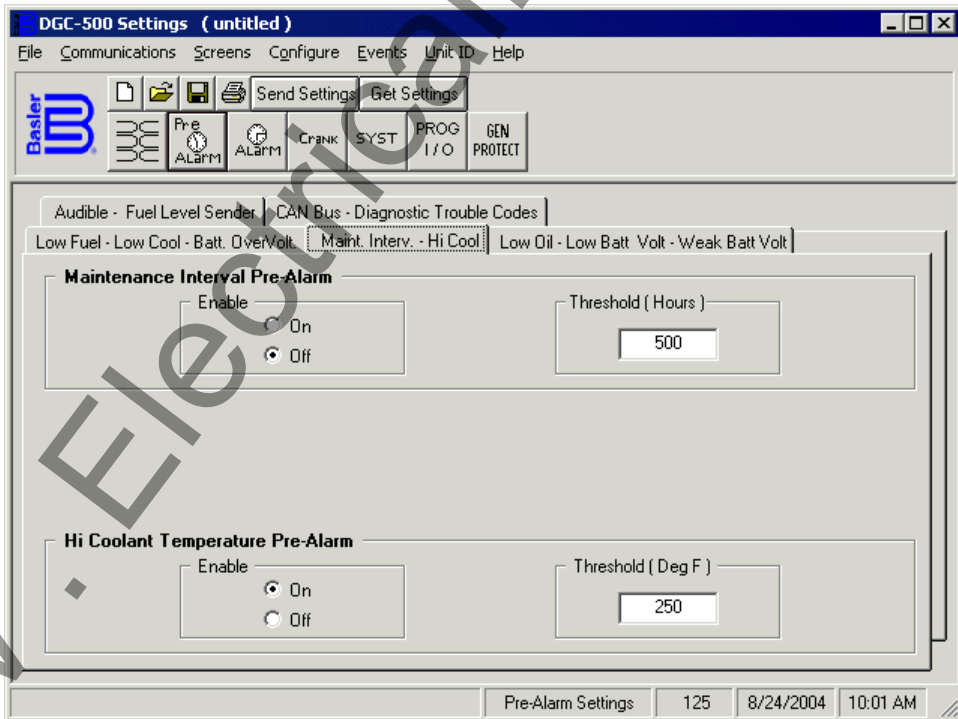 DGC-500 Settings ( untitled )
File Communications Screens Configure Events Unit ID Help
Basler
Send Settings Get Settings
Pre ALarm
ALarm
Crank
SYST
PROG I/O
GEN PROTECT
Audible - Fuel Level Sender CAN Bus - Diagnostic Trouble Codes
Low Fuel - Low Cool - Batt. OverVolt. Maint. Interv. - Hi Cool Low Oil - Low Batt Volt - Weak Batt Volt
Maintenance Interval Pre-Alarm
Enable
On
Off
Threshold ( Hours )
500
Hi Coolant Temperature Pre-Alarm
Enable
On
Off
Threshold ( Deg F )
250
Pre-Alarm Settings 125 8/24/2004 10:01 AM
. Electrical